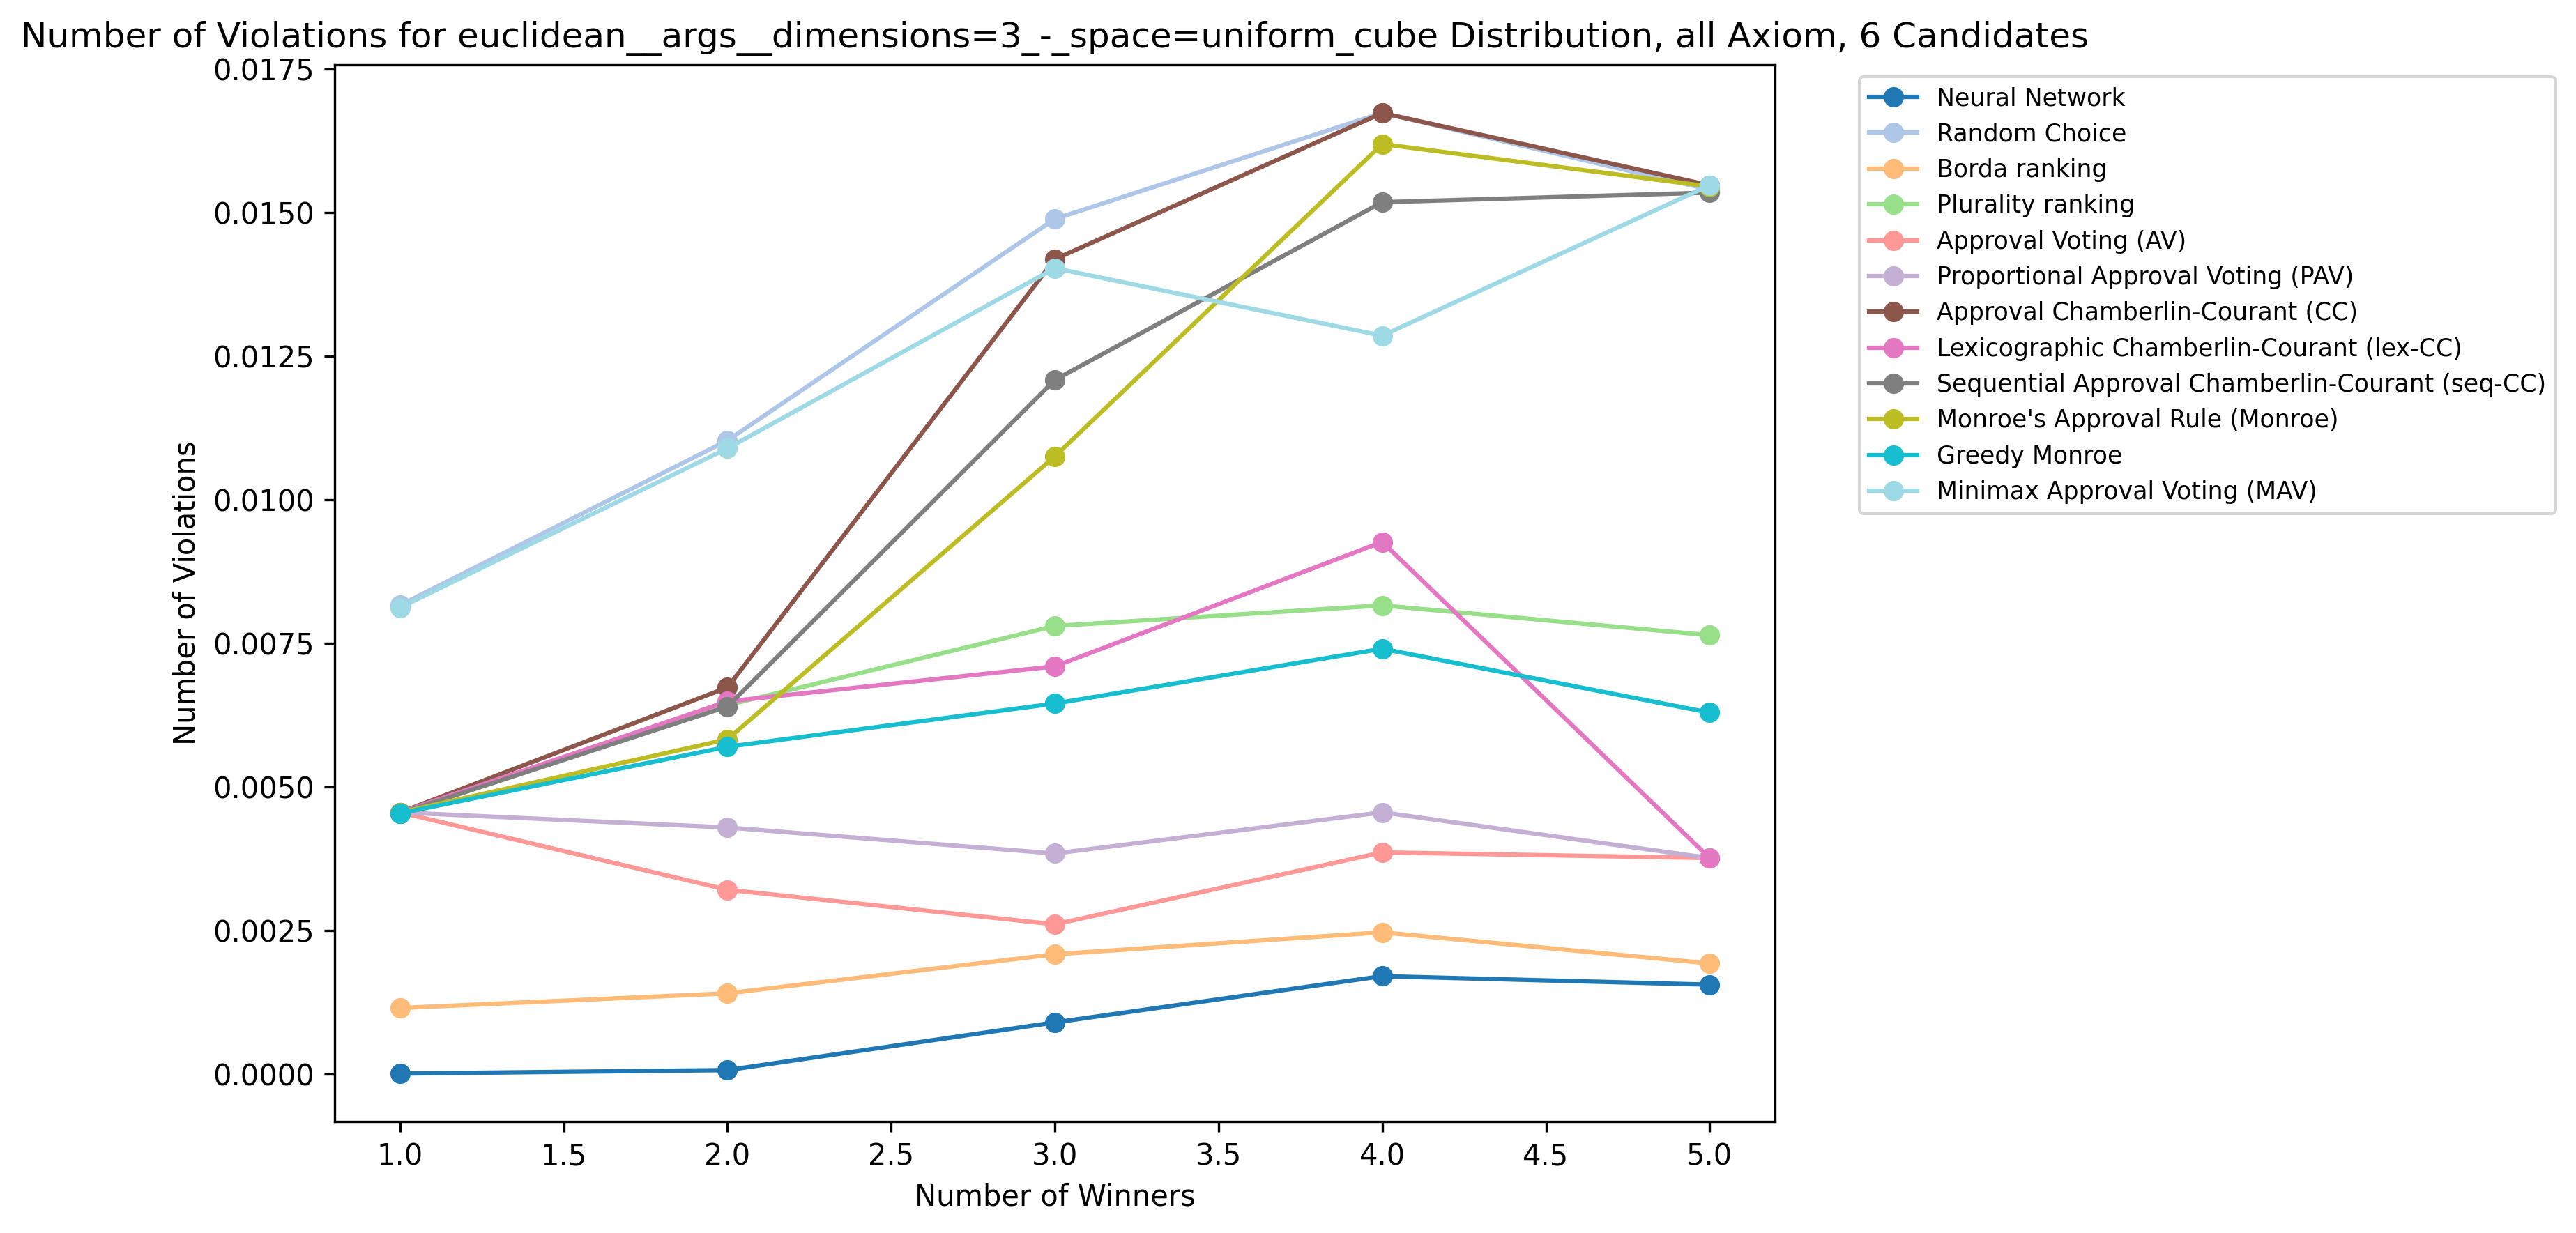 Number of Violations for euclidean__args__dimensions=3_-_space=uniform_cube Distribution, all Axiom, 6 Candidates
Number of Violations
0.0175
0.0150
0.0125
0.0100
0.0075
0.0050
0.0025
0.0000
1.0 1.5 2.0 2.5 3.0 3.5 4.0 4.5 5.0
Number of Winners
Neural Network
Random Choice
Borda ranking
Plurality ranking
Approval Voting (AV)
Proportional Approval Voting (PAV)
Approval Chamberlin-Courant (CC)
Lexicographic Chamberlin-Courant (lex-CC)
Sequential Approval Chamberlin-Courant (seq-CC)
Monroe's Approval Rule (Monroe)
Greedy Monroe
Minimax Approval Voting (MAV)